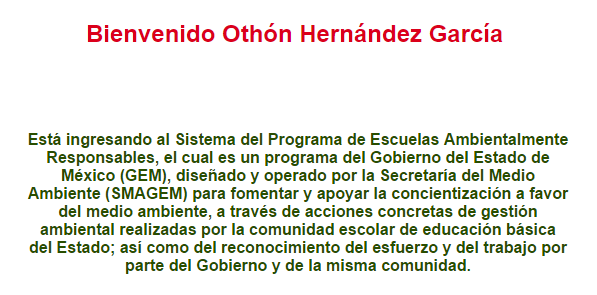 Bienvenido Othón Hernández García
Está ingresando al Sistema del Programa de Escuelas Ambientalmente
Responsables, el cual es un programa del Gobierno del Estado de
México (GEM), diseñado y operado por la Secretaría del Medio
Ambiente (SMAGEM) para fomentar y apoyar la concientización a favor
del medio ambiente, a través de acciones concretas de gestión
ambiental realizadas por la comunidad escolar de educación básica
del Estado; así como del reconocimiento del esfuerzo y del trabajo por
parte del Gobierno y de la misma comunidad.